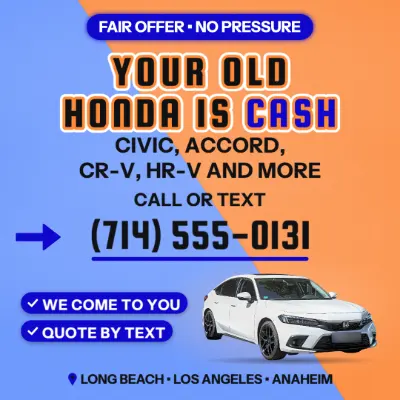 FAIR OFFER • NO PRESSURE
YOUR OLD
HONDA IS CASH
CIVIC, ACCORD,
CR-V, HR-V AND MORE
CALL OR TEXT
(714) 555-0131
WE COME TO YOU
QUOTE BY TEXT
LONG BEACH • LOS ANGELES • ANAHEIM